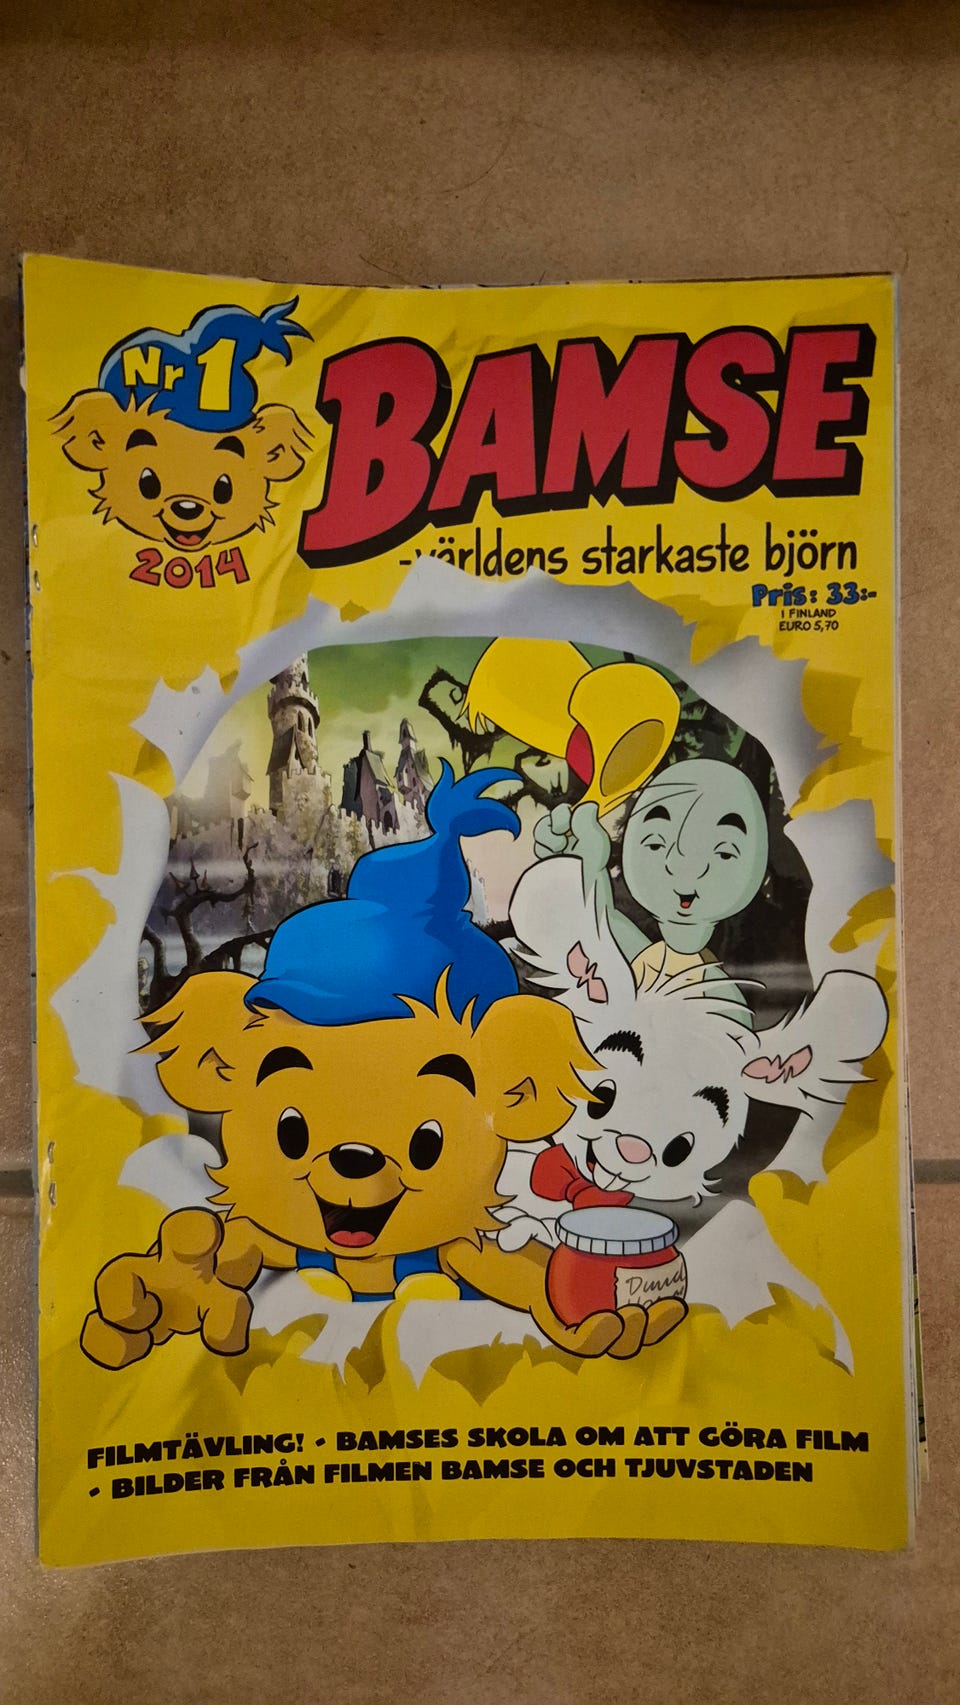 Nr 1
2014
BAMSE
-världens starkaste björn
Pris: 33:-
I FINLAND
EURO 5,70
Dund
FILMTÄVLING! • BAMSES SKOLA OM ATT GÖRA FILM
• BILDER FRÅN FILMEN BAMSE OCH TJUVSTADEN